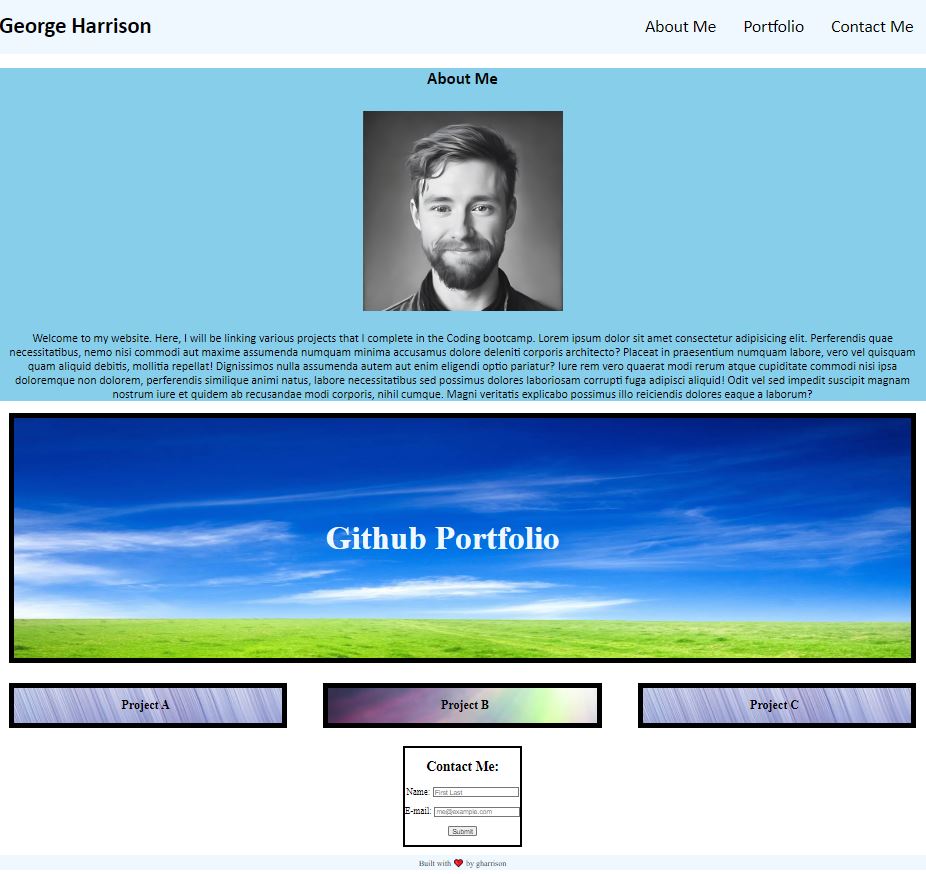 George Harrison
About Me
Portfolio
Contact Me
About Me
Welcome to my website. Here, I will be linking various projects that I complete in the Coding bootcamp. Lorem ipsum dolor sit amet consectetur adipisicing elit. Perferendis quae
necessitatibus, nemo nisi commodi aut maxime assumenda numquam minima accusamus dolore deleniti corporis architecto? Placeat in praesentium numquam labore, vero vel quisquam
quam aliquid debitis, mollitia repellat! Dignissimos nulla assumenda autem aut enim eligendi optio pariatur? Iure rem vero quaerat modi rerum atque cupiditate commodi nisi ipsa
doloremque non dolorem, perferendis similique animi natus, labore necessitatibus sed possimus dolores laboriosam corrupti fuga adipisci aliquid! Odit vel sed impedit suscipit magnam
nostrum iure et quidem ab recusandae modi corporis, nihil cumque. Magni veritatis explicabo possimus illo reiciendis dolores eaque a laborum?
Github Portfolio
Project A
Project B
Project C
Contact Me:
Name: First Last
E-mail: me@example.com
Submit
Built with ❤️ by gharrison